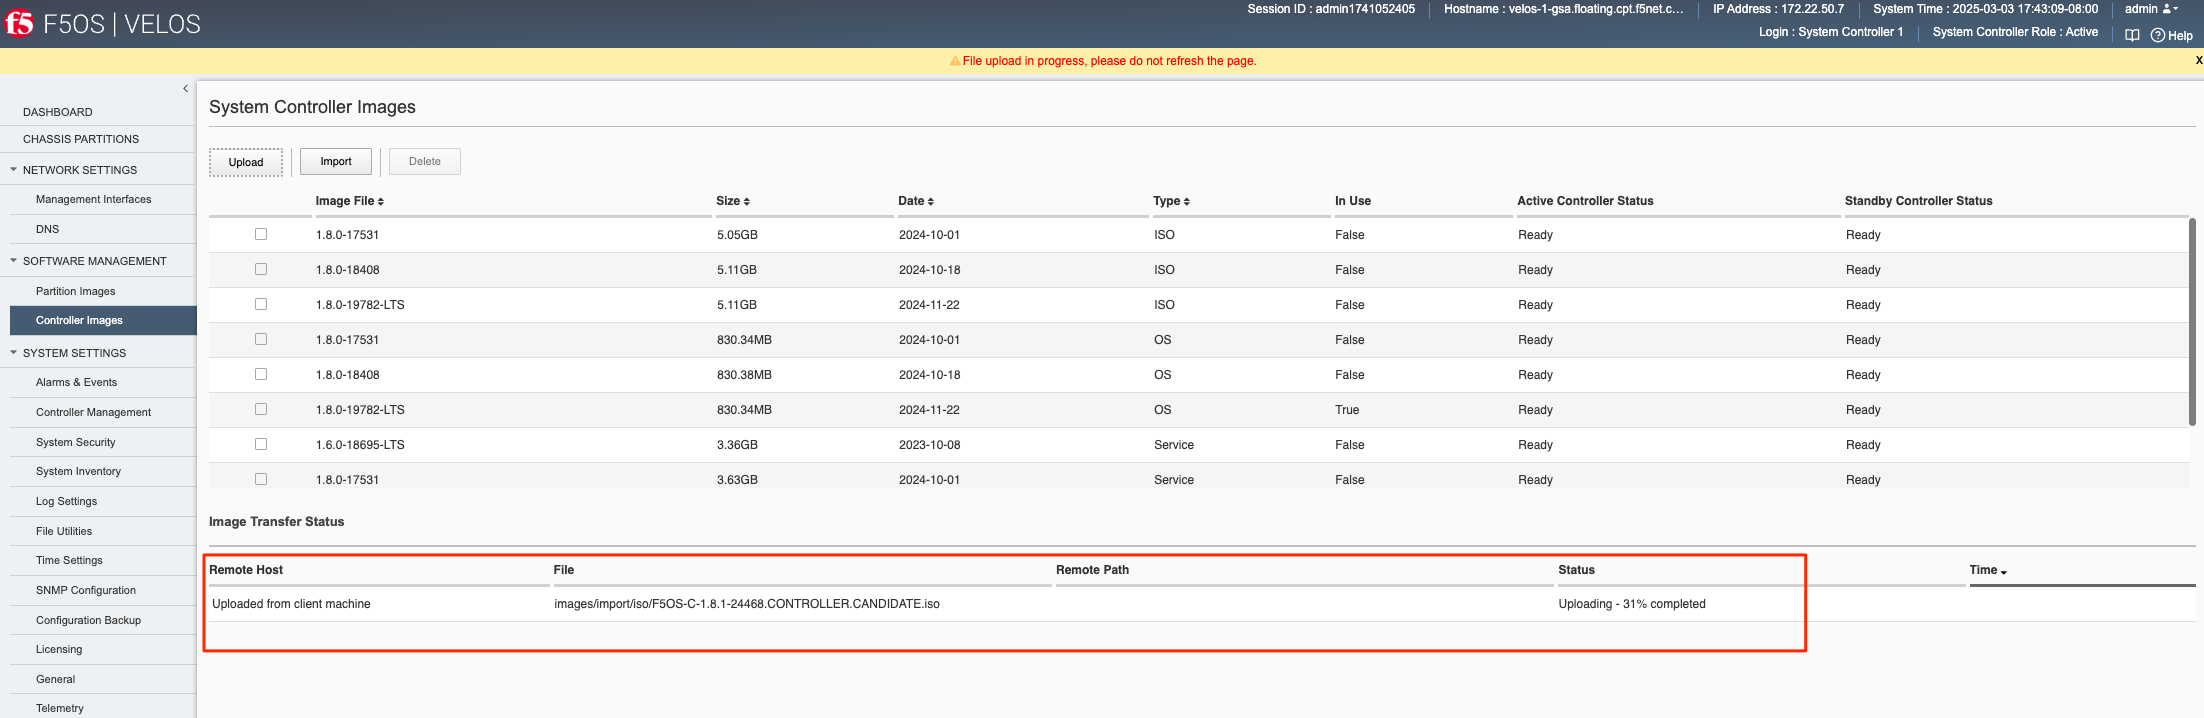 Session ID : admin1741052405 Hostname : velos-1-gsa.floating.cpt.f5net.c... IP Address : 172.22.50.7 System Time : 2025-03-03 17:43:09-08:00 admin
f5 F5OS | VELOS
Login : System Controller 1 System Controller Role : Active Help
File upload in progress, please do not refresh the page. X
DASHBOARD
CHASSIS PARTITIONS
NETWORK SETTINGS
Management Interfaces
DNS
SOFTWARE MANAGEMENT
Partition Images
Controller Images
SYSTEM SETTINGS
Alarms & Events
Controller Management
System Security
System Inventory
Log Settings
File Utilities
Time Settings
SNMP Configuration
Configuration Backup
Licensing
General
Telemetry
System Controller Images
Upload Import Delete
Image File Size Date Type In Use Active Controller Status Standby Controller Status
1.8.0-17531 5.05GB 2024-10-01 ISO False Ready Ready
1.8.0-18408 5.11GB 2024-10-18 ISO False Ready Ready
1.8.0-19782-LTS 5.11GB 2024-11-22 ISO False Ready Ready
1.8.0-17531 830.34MB 2024-10-01 OS False Ready Ready
1.8.0-18408 830.38MB 2024-10-18 OS False Ready Ready
1.8.0-19782-LTS 830.34MB 2024-11-22 OS True Ready Ready
1.6.0-18695-LTS 3.36GB 2023-10-08 Service False Ready Ready
1.8.0-17531 3.63GB 2024-10-01 Service False Ready Ready
Image Transfer Status
Remote Host File Remote Path Status Time
Uploaded from client machine images/import/iso/F5OS-C-1.8.1-24468.CONTROLLER.CANDIDATE.iso Uploading - 31% completed